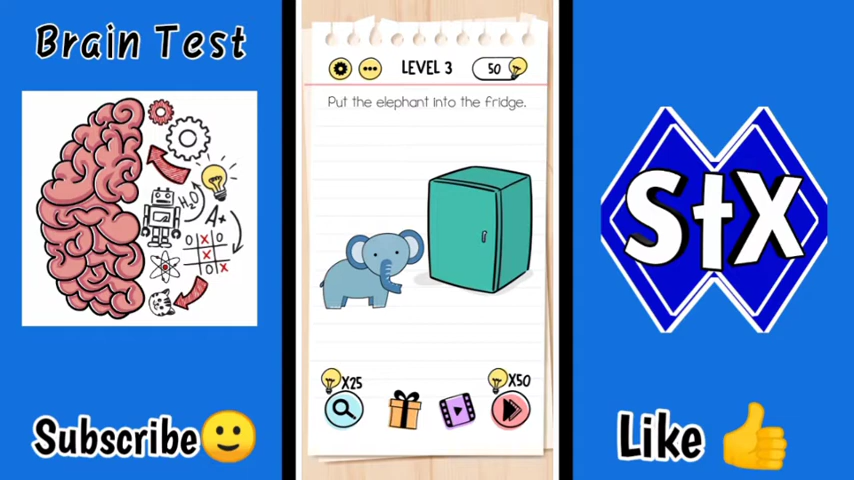 Brain Test
LEVEL 3
50
Put the elephant into the fridge.
H₂O
A×
O X O
X
O X
X25
X50
Subscribe
StX
Like